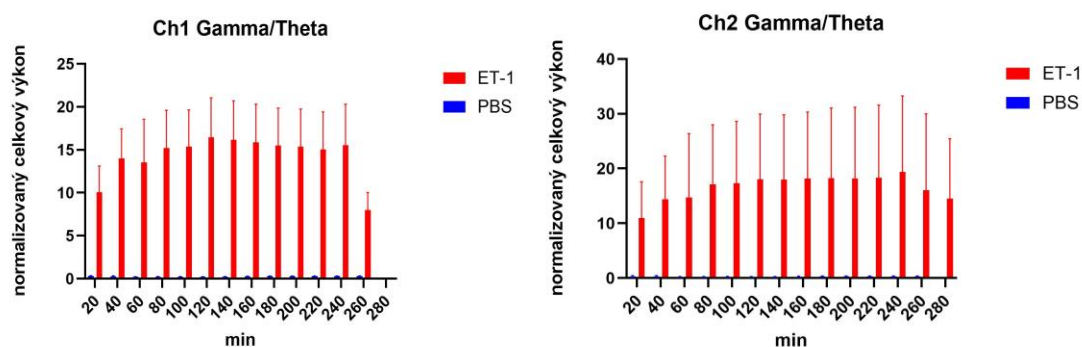 Ch1 Gamma/Theta
normalizovaný celkový výkon
25
20
15
10
5
0
20 40 60 80 100 120 140 160 180 200 220 240 260 280
min
ET-1
PBS
Ch2 Gamma/Theta
normalizovaný celkový výkon
40
30
20
10
0
20 40 60 80 100 120 140 160 180 200 220 240 260 280
min
ET-1
PBS